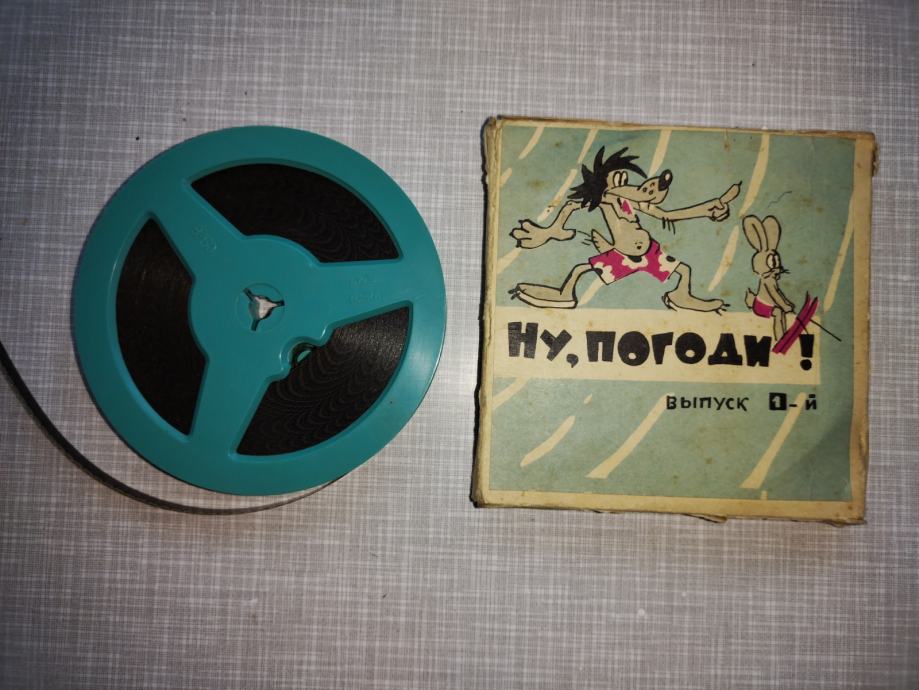 Ну, погоди!
выпуск 1-й